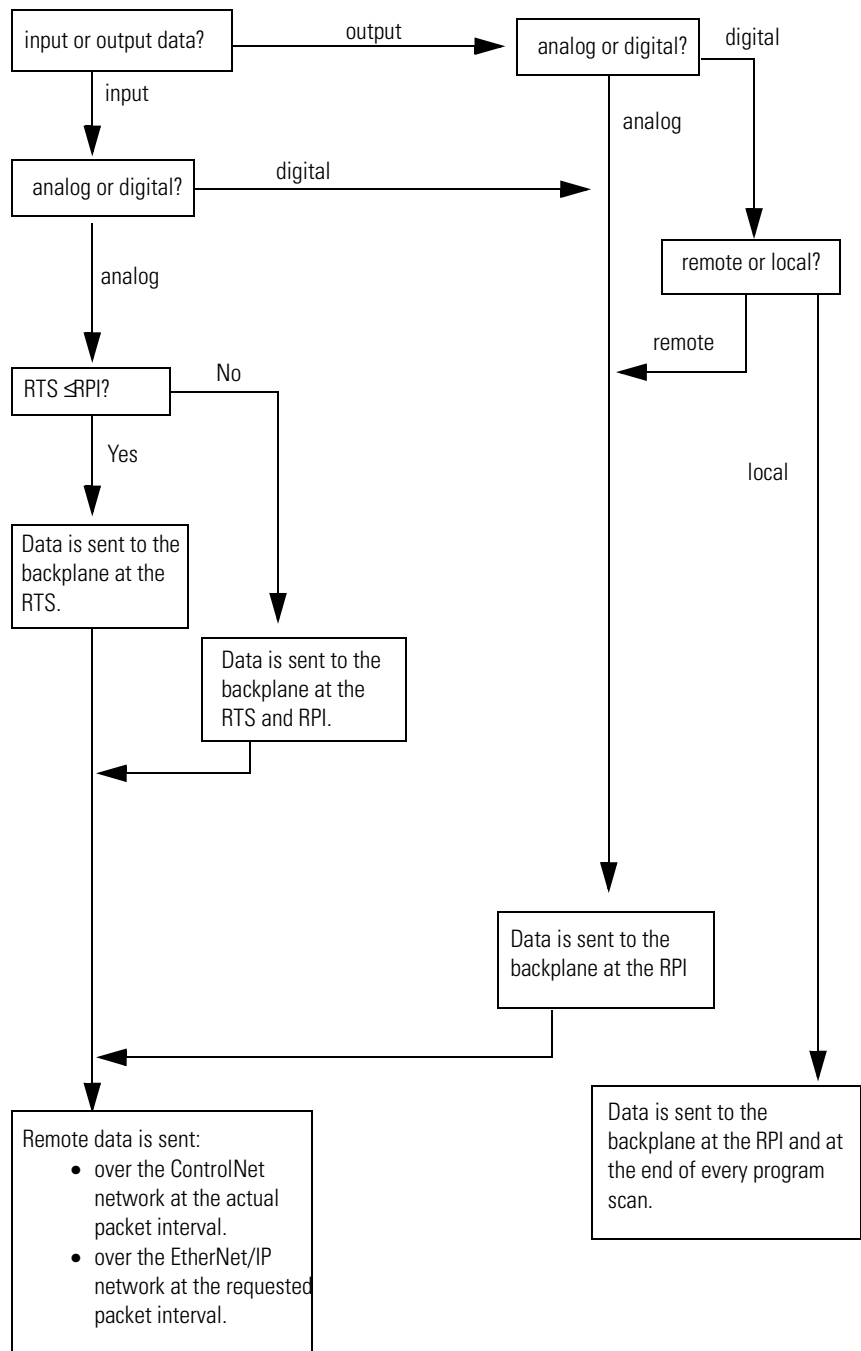 input or output data?
output
analog or digital?
digital
input
analog
analog or digital?
digital
remote or local?
analog
remote
RTS ≤RPI?
No
Yes
local
Data is sent to the
backplane at the
RTS.
Data is sent to the
backplane at the
RTS and RPI.
Data is sent to the
backplane at the RPI
Data is sent to the
backplane at the RPI and at
the end of every program
scan.
Remote data is sent:
• over the ControlNet
network at the actual
packet interval.
• over the EtherNet/IP
network at the requested
packet interval.